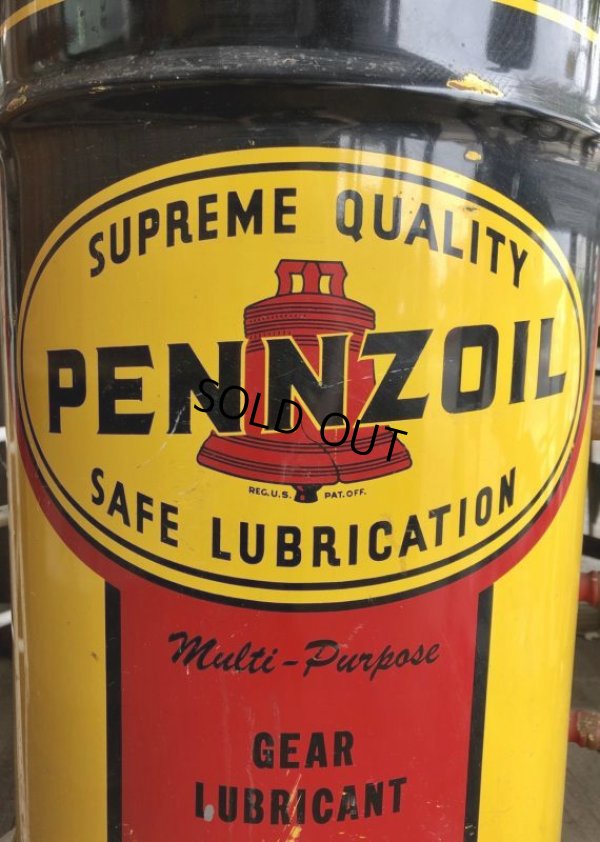 SUPREME QUALITY
PENNZOIL
SOLD OUT
REG.U.S. PAT.OFF.
SAFE LUBRICATION
Multi-Purpose
GEAR
LUBRICANT